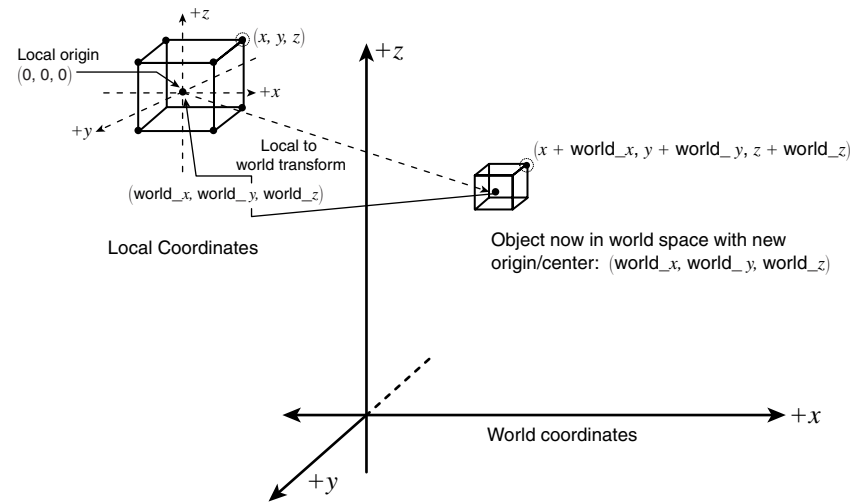 +z
(x, y, z)
Local origin
(0, 0, 0)
+x
+y
Local to
world transform
(world_x, world_y, world_z)
Local Coordinates
+z
(x + world_x, y + world_y, z + world_z)
Object now in world space with new
origin/center: (world_x, world_y, world_z)
+x
World coordinates
+y